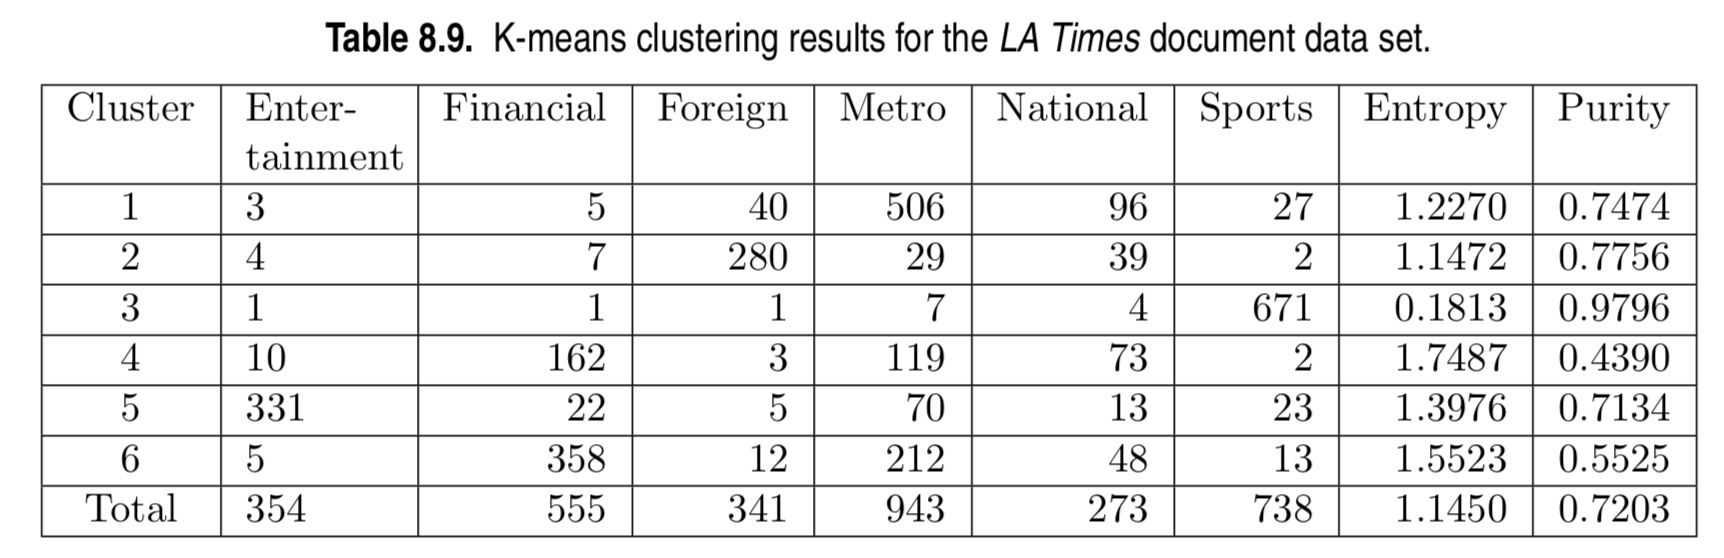 Table 8.9. K-means clustering results for the LA Times document data set.
Cluster Enter- Financial Foreign Metro National Sports Entropy Purity
tainment
1 3 5 40 506 96 27 1.2270 0.7474
2 4 7 280 29 39 2 1.1472 0.7756
3 1 1 1 7 4 671 0.1813 0.9796
4 10 162 3 119 73 2 1.7487 0.4390
5 331 22 5 70 13 23 1.3976 0.7134
6 5 358 12 212 48 13 1.5523 0.5525
Total 354 555 341 943 273 738 1.1450 0.7203